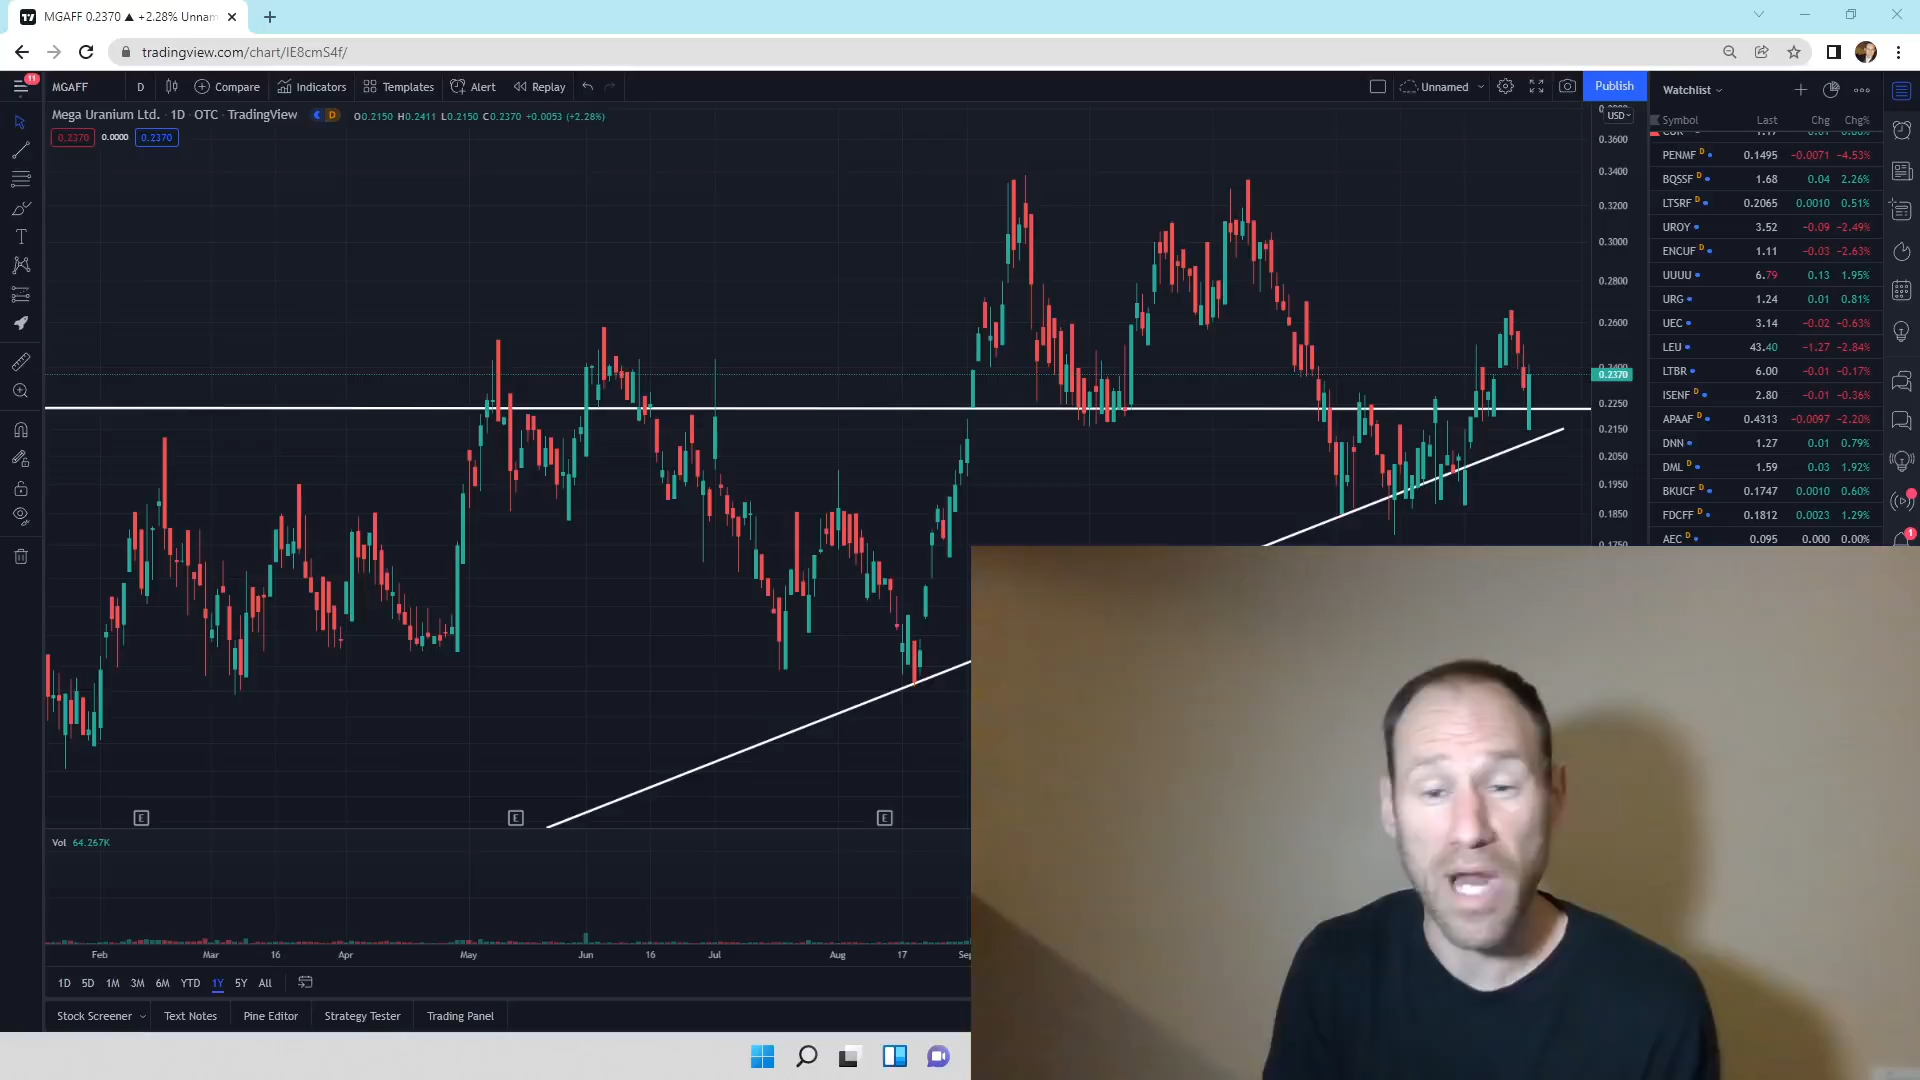 MGAFF 0.2370 ▲ +2.28% Unnam
tradingview.com/chart/IE8cmS4f/
11
MGAFF
D
Compare
Indicators
Templates
Alert
Replay
Unnamed
Publish
Mega Uranium Ltd. · 1D · OTC · TradingView
D
O0.2150 H0.2411 L0.2150 C0.2370 +0.0053 (+2.28%)
0.2370
0.0000
0.2370
USD
0.3600
0.3400
0.3200
0.3000
0.2800
0.2600
0.2370
0.2250
0.2150
0.2050
0.1950
0.1850
Watchlist
Symbol Last Chg Chg%
PENMF D 0.1495 −0.0071 −4.53%
BQSSF D 1.68 0.04 2.26%
LTSRF D 0.2065 0.0010 0.51%
UROY 3.52 −0.09 −2.49%
ENCUF D 1.11 −0.03 −2.63%
UUUU 6.79 0.13 1.95%
URG 1.24 0.01 0.81%
UEC 3.14 −0.02 −0.63%
LEU 43.40 −1.27 −2.84%
LTBR 6.00 −0.01 −0.17%
ISENF D 2.80 −0.01 −0.36%
APAAF D 0.4313 −0.0097 −2.20%
DNN 1.27 0.01 0.79%
DML D 1.59 0.03 1.92%
BKUCF D 0.1747 0.0010 0.60%
FDCFF D 0.1812 0.0023 1.29%
AEC D 0.095 0.000 0.00%
1
E
E
E
Vol 64.267K
Feb Mar 16 Apr May Jun 16 Jul Aug 17 Sep
1D 5D 1M 3M 6M YTD 1Y 5Y All
Stock Screener
Text Notes
Pine Editor
Strategy Tester
Trading Panel